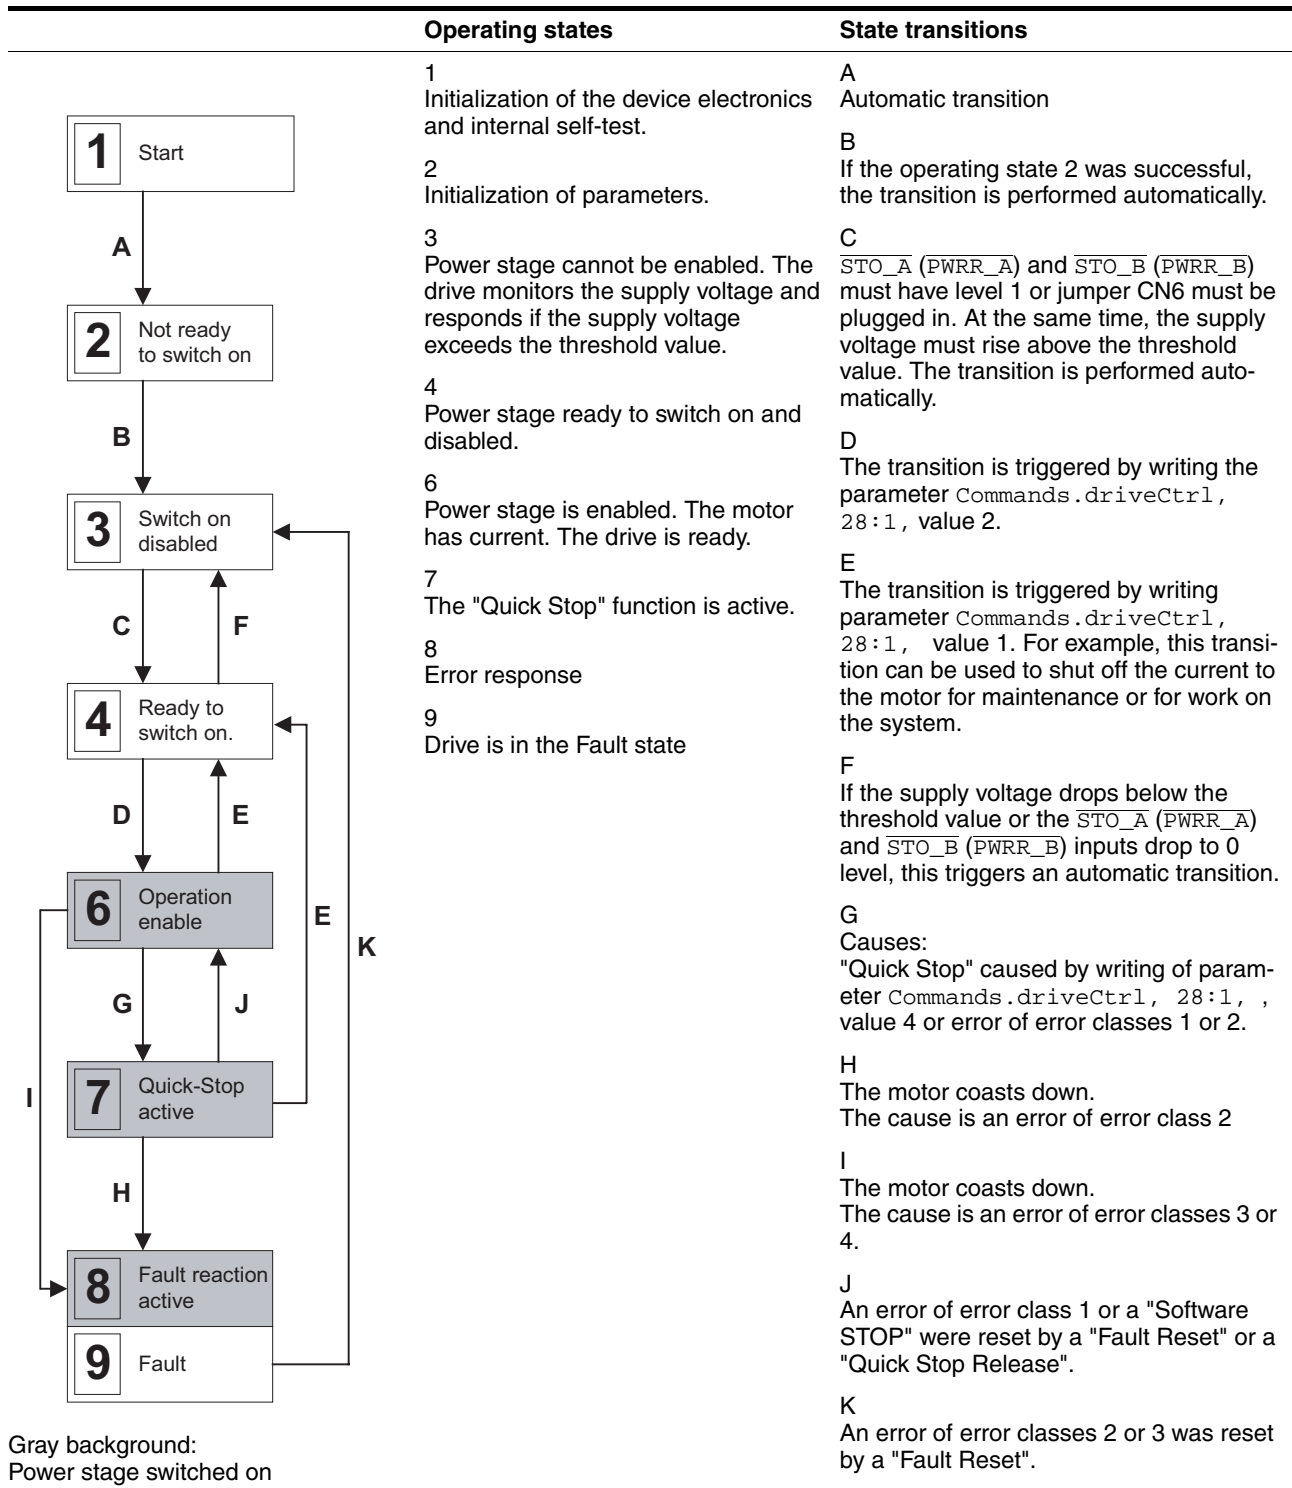 Operating states
State transitions
1
Start
A
2
Not ready
to switch on
B
3
Switch on
disabled
C
F
4
Ready to
switch on.
D
E
6
Operation
enable
E
K
G
J
7
Quick-Stop
active
I
H
8
Fault reaction
active
9
Fault
Gray background:
Power stage switched on
1
Initialization of the device electronics
and internal self-test.
2
Initialization of parameters.
3
Power stage cannot be enabled. The
drive monitors the supply voltage and
responds if the supply voltage
exceeds the threshold value.
4
Power stage ready to switch on and
disabled.
6
Power stage is enabled. The motor
has current. The drive is ready.
7
The "Quick Stop" function is active.
8
Error response
9
Drive is in the Fault state
A
Automatic transition
B
If the operating state 2 was successful,
the transition is performed automatically.
C
STO_A (PWRR_A) and STO_B (PWRR_B)
must have level 1 or jumper CN6 must be
plugged in. At the same time, the supply
voltage must rise above the threshold
value. The transition is performed auto-
matically.
D
The transition is triggered by writing the
parameter Commands.driveCtrl,
28:1, value 2.
E
The transition is triggered by writing
parameter Commands.driveCtrl,
28:1, value 1. For example, this transi-
tion can be used to shut off the current to
the motor for maintenance or for work on
the system.
F
If the supply voltage drops below the
threshold value or the STO_A (PWRR_A)
and STO_B (PWRR_B) inputs drop to 0
level, this triggers an automatic transition.
G
Causes:
"Quick Stop" caused by writing of param-
eter Commands.driveCtrl, 28:1, ,
value 4 or error of error classes 1 or 2.
H
The motor coasts down.
The cause is an error of error class 2
I
The motor coasts down.
The cause is an error of error classes 3 or
4.
J
An error of error class 1 or a "Software
STOP" were reset by a "Fault Reset" or a
"Quick Stop Release".
K
An error of error classes 2 or 3 was reset
by a "Fault Reset".